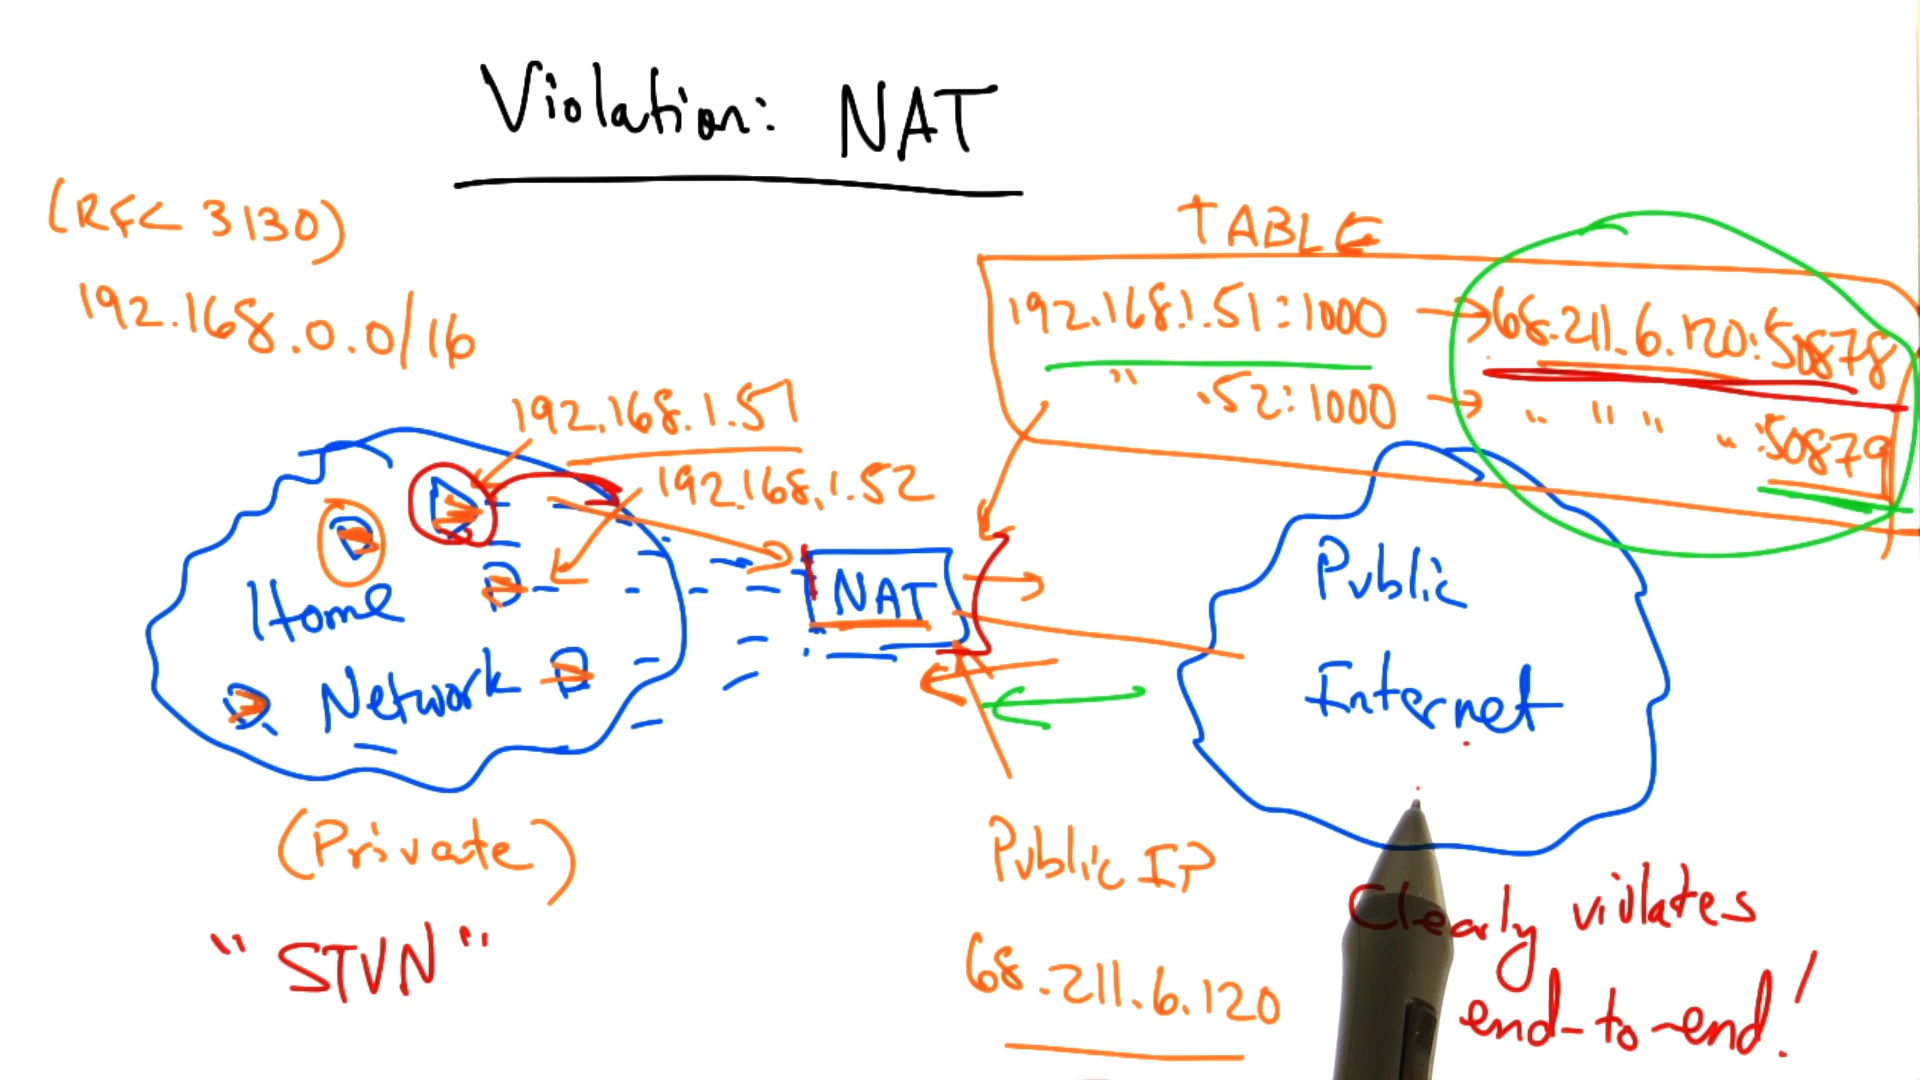 Violation: NAT
(RFC 3130)
192.168.0.0/16
TABLE
192.168.1.51:1000 → 68.211.6.120:50878
" .52:1000 → " " " " :50879
192.168.1.51
192.168.1.52
NAT
Home
Network
Public
Internet
(Private)
"STUN"
Public IP
68.211.6.120
Clearly violates
end-to-end!